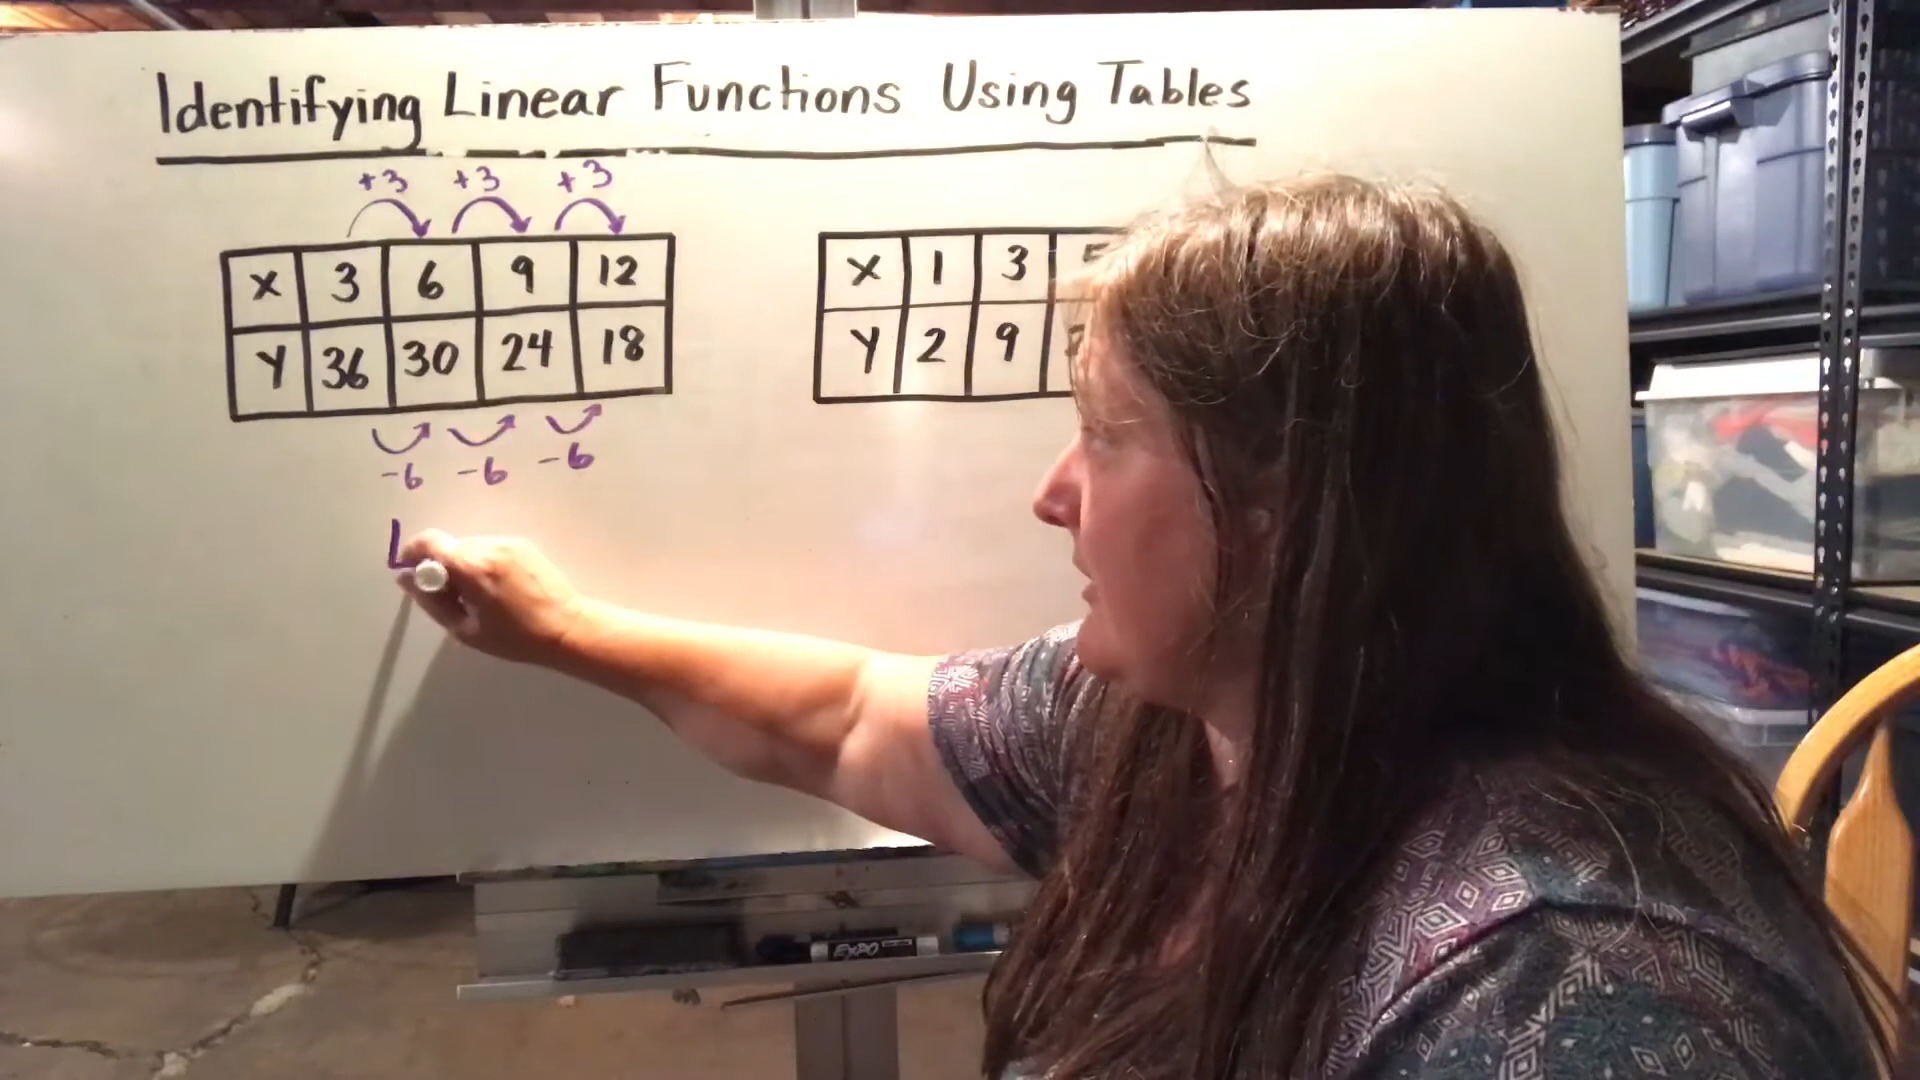 Identifying Linear Functions Using Tables
+3 +3 +3
X 3 6 9 12
Y 36 30 24 18
-6 -6 -6
L
X 1 3
Y 2 9
EXPO